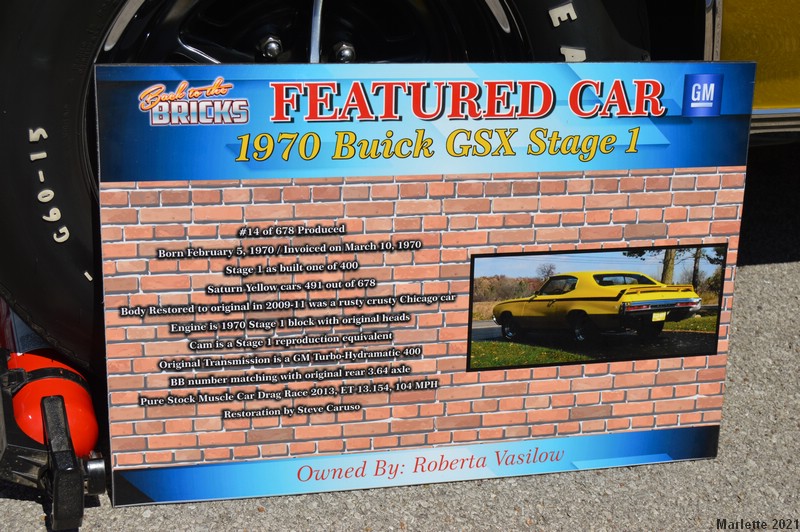 EA
G60-15
Back to the
BRICKS
FEATURED CAR
GM
1970 Buick GSX Stage 1
#14 of 678 Produced
Born February 5, 1970 / Invoiced on March 10, 1970
Stage 1 as built one of 400
Saturn Yellow cars 491 out of 678
Body Restored to original in 2009-11 was a rusty crusty Chicago car
Engine is 1970 Stage 1 block with original heads
Cam is a Stage 1 reproduction equivalent
Original Transmission is a GM Turbo-Hydramatic 400
BB number matching with original rear 3.64 axle
Pure Stock Muscle Car Drag Race 2013, ET 13.154, 104 MPH
Restoration by Steve Caruso
Owned By: Roberta Vasilow
Marlette 2021